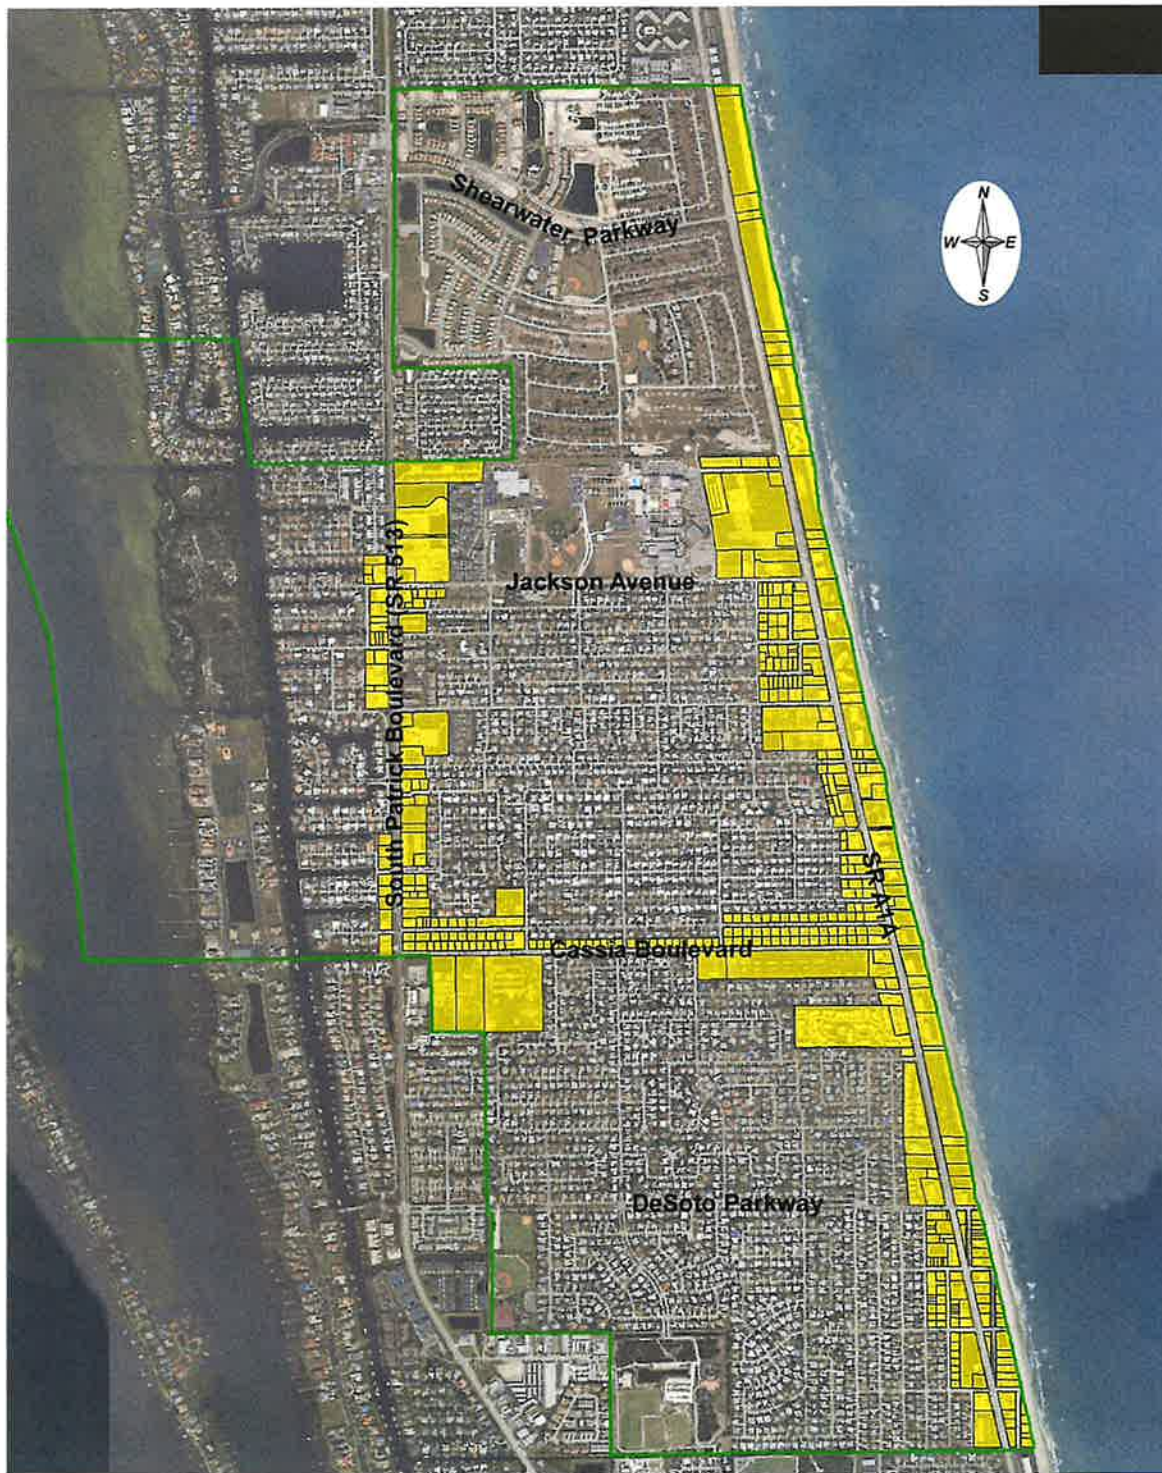 N
W E
S
Shearwater Parkway
South Patrick Boulevard (SR 513)
Jackson Avenue
SR A1A
Cassia Boulevard
DeSoto Parkway